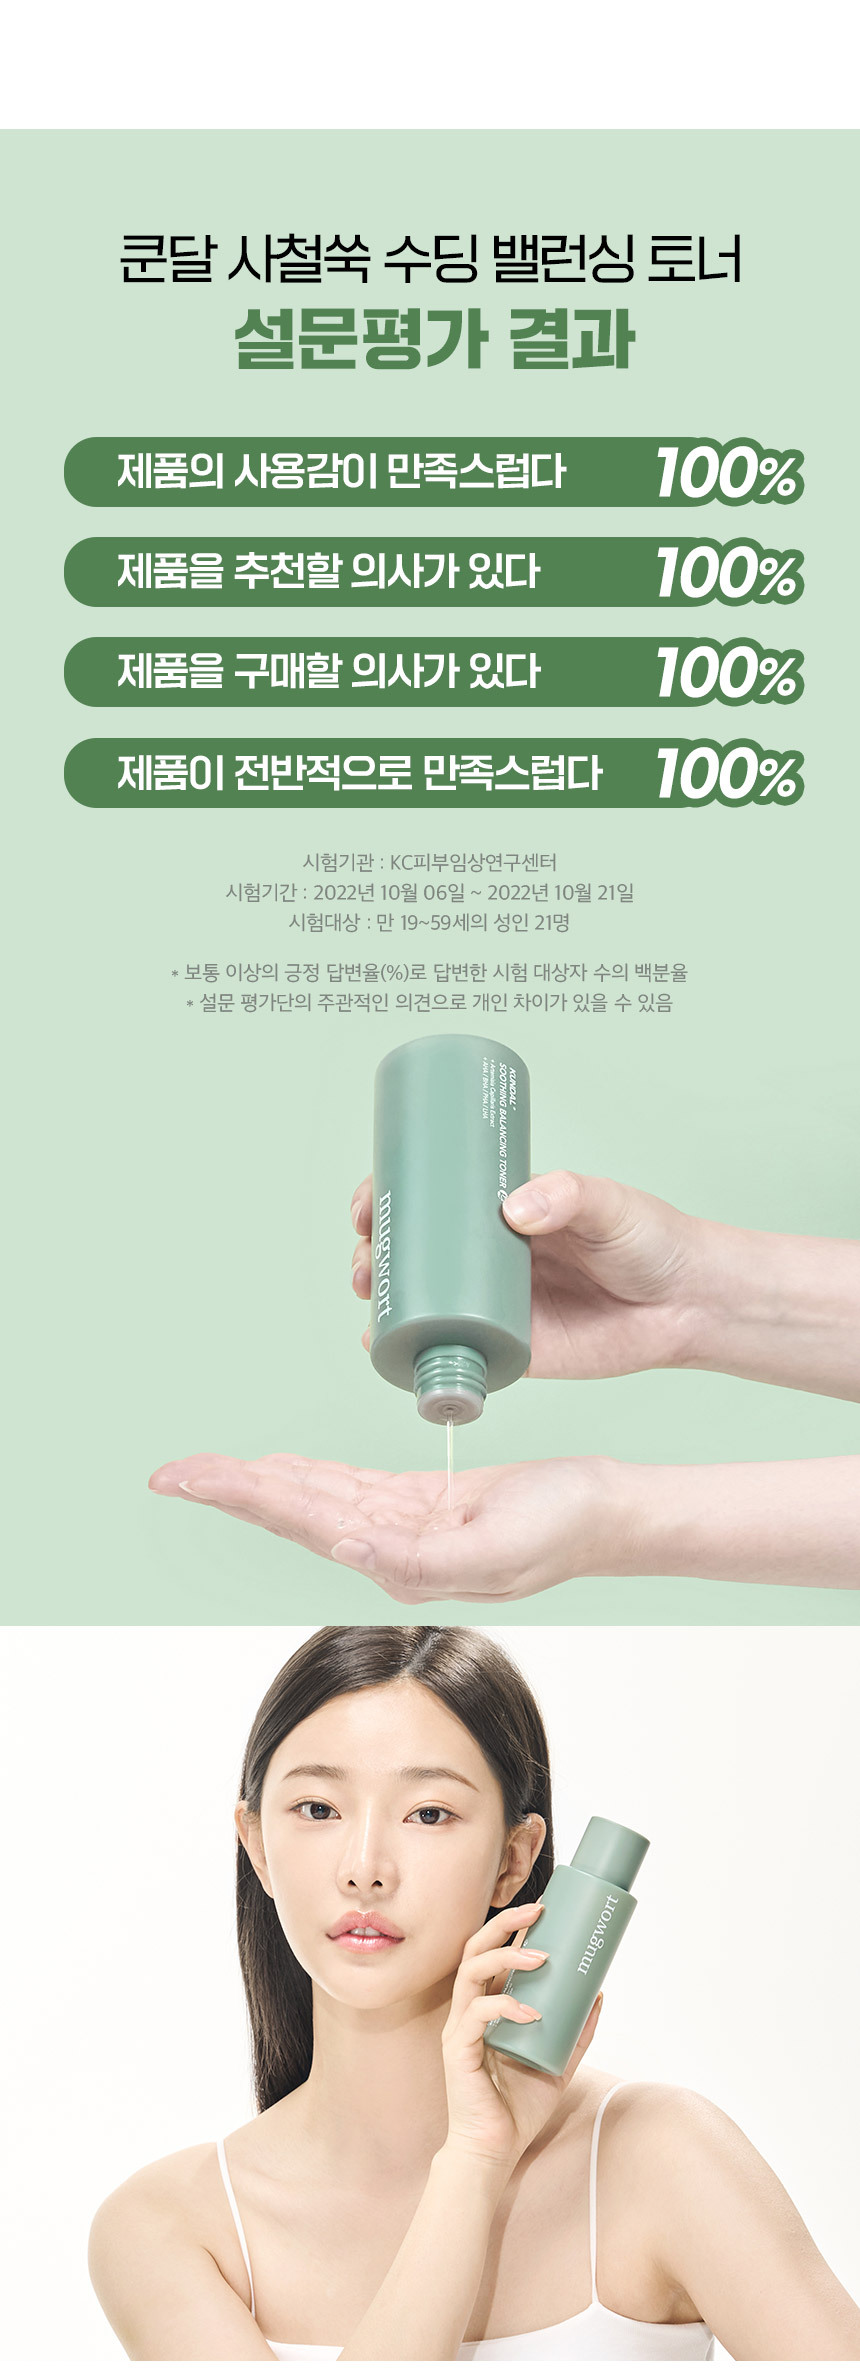 쿤달 사철쑥 수딩 밸런싱 토너
설문평가 결과
제품의 사용감이 만족스럽다 100%
제품을 추천할 의사가 있다 100%
제품을 구매할 의사가 있다 100%
제품이 전반적으로 만족스럽다 100%
시험기관 : KC피부임상연구센터
시험기간 : 2022년 10월 06일 ~ 2022년 10월 21일
시험대상 : 만 19~59세의 성인 21명
* 보통 이상의 긍정 답변율(%)로 답변한 시험 대상자 수의 백분율
* 설문 평가단의 주관적인 의견으로 개인 차이가 있을 수 있음
KUNDAL
SOOTHING BALANCING TONER
+ Artemisia Capillaris Extract
+ AHA / BHA / PHA / LHA
mugwort
mugwort